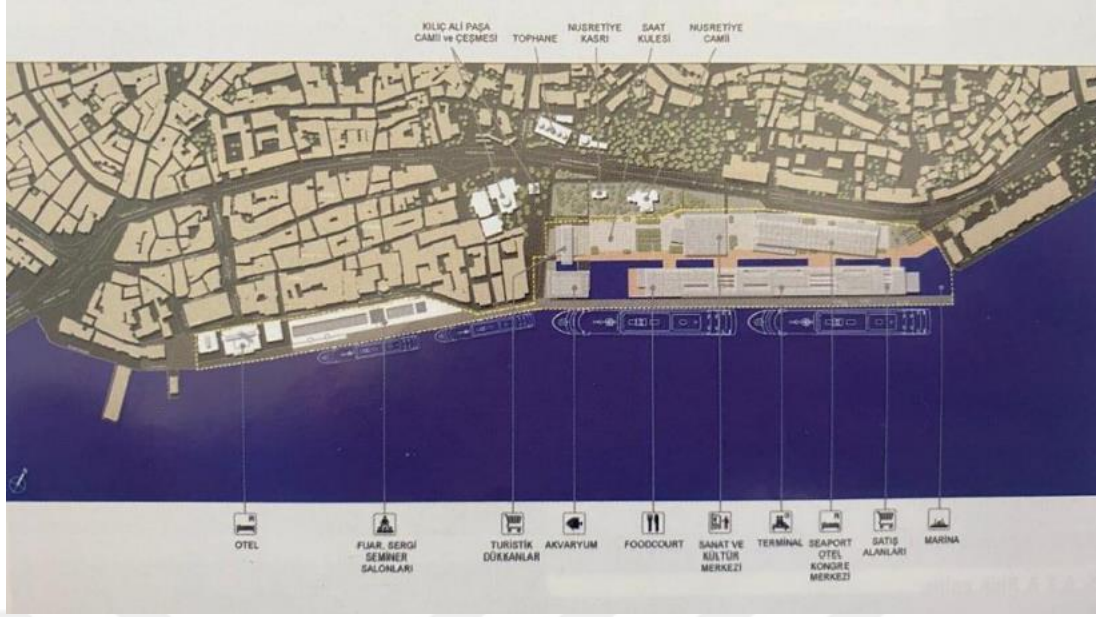 KILIÇ ALİ PAŞA
CAMİİ ve ÇEŞMESİ
TOPHANE
NUSRETİYE
KASRI
SAAT
KULESİ
NUSRETİYE
CAMİİ
OTEL
FUAR, SERGİ
SEMİNER
SALONLARI
TURİSTİK
DÜKKANLAR
AKVARYUM
FOODCOURT
SANAT VE
KÜLTÜR
MERKEZİ
TERMİNAL
SEAPORT
OTEL
KONGRE
MERKEZİ
SATIŞ
ALANLARI
MARINA